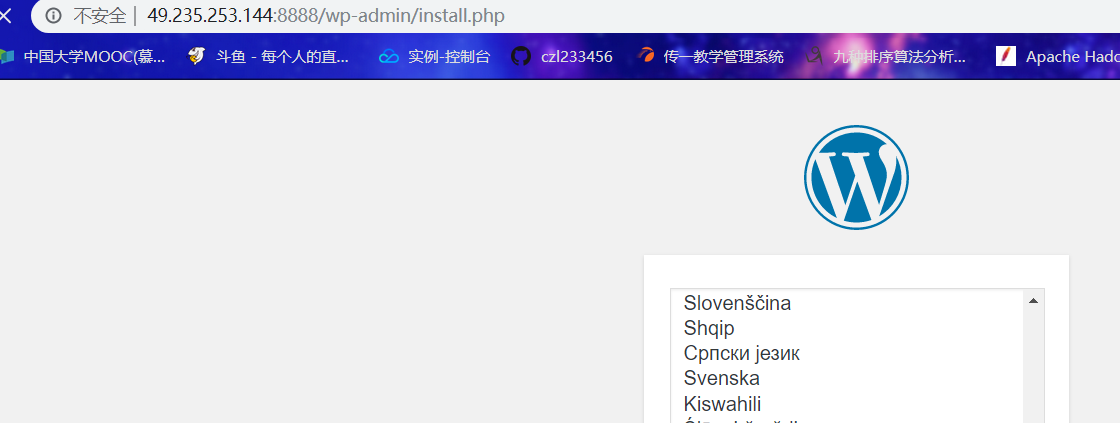 不安全 | 49.235.253.144:8888/wp-admin/install.php
中国大学MOOC(慕... 斗鱼 - 每个人的直... 实例-控制台 czl233456 传一教学管理系统 九种排序算法分析... Apache Hado
Slovenščina
Shqip
Српски језик
Svenska
Kiswahili